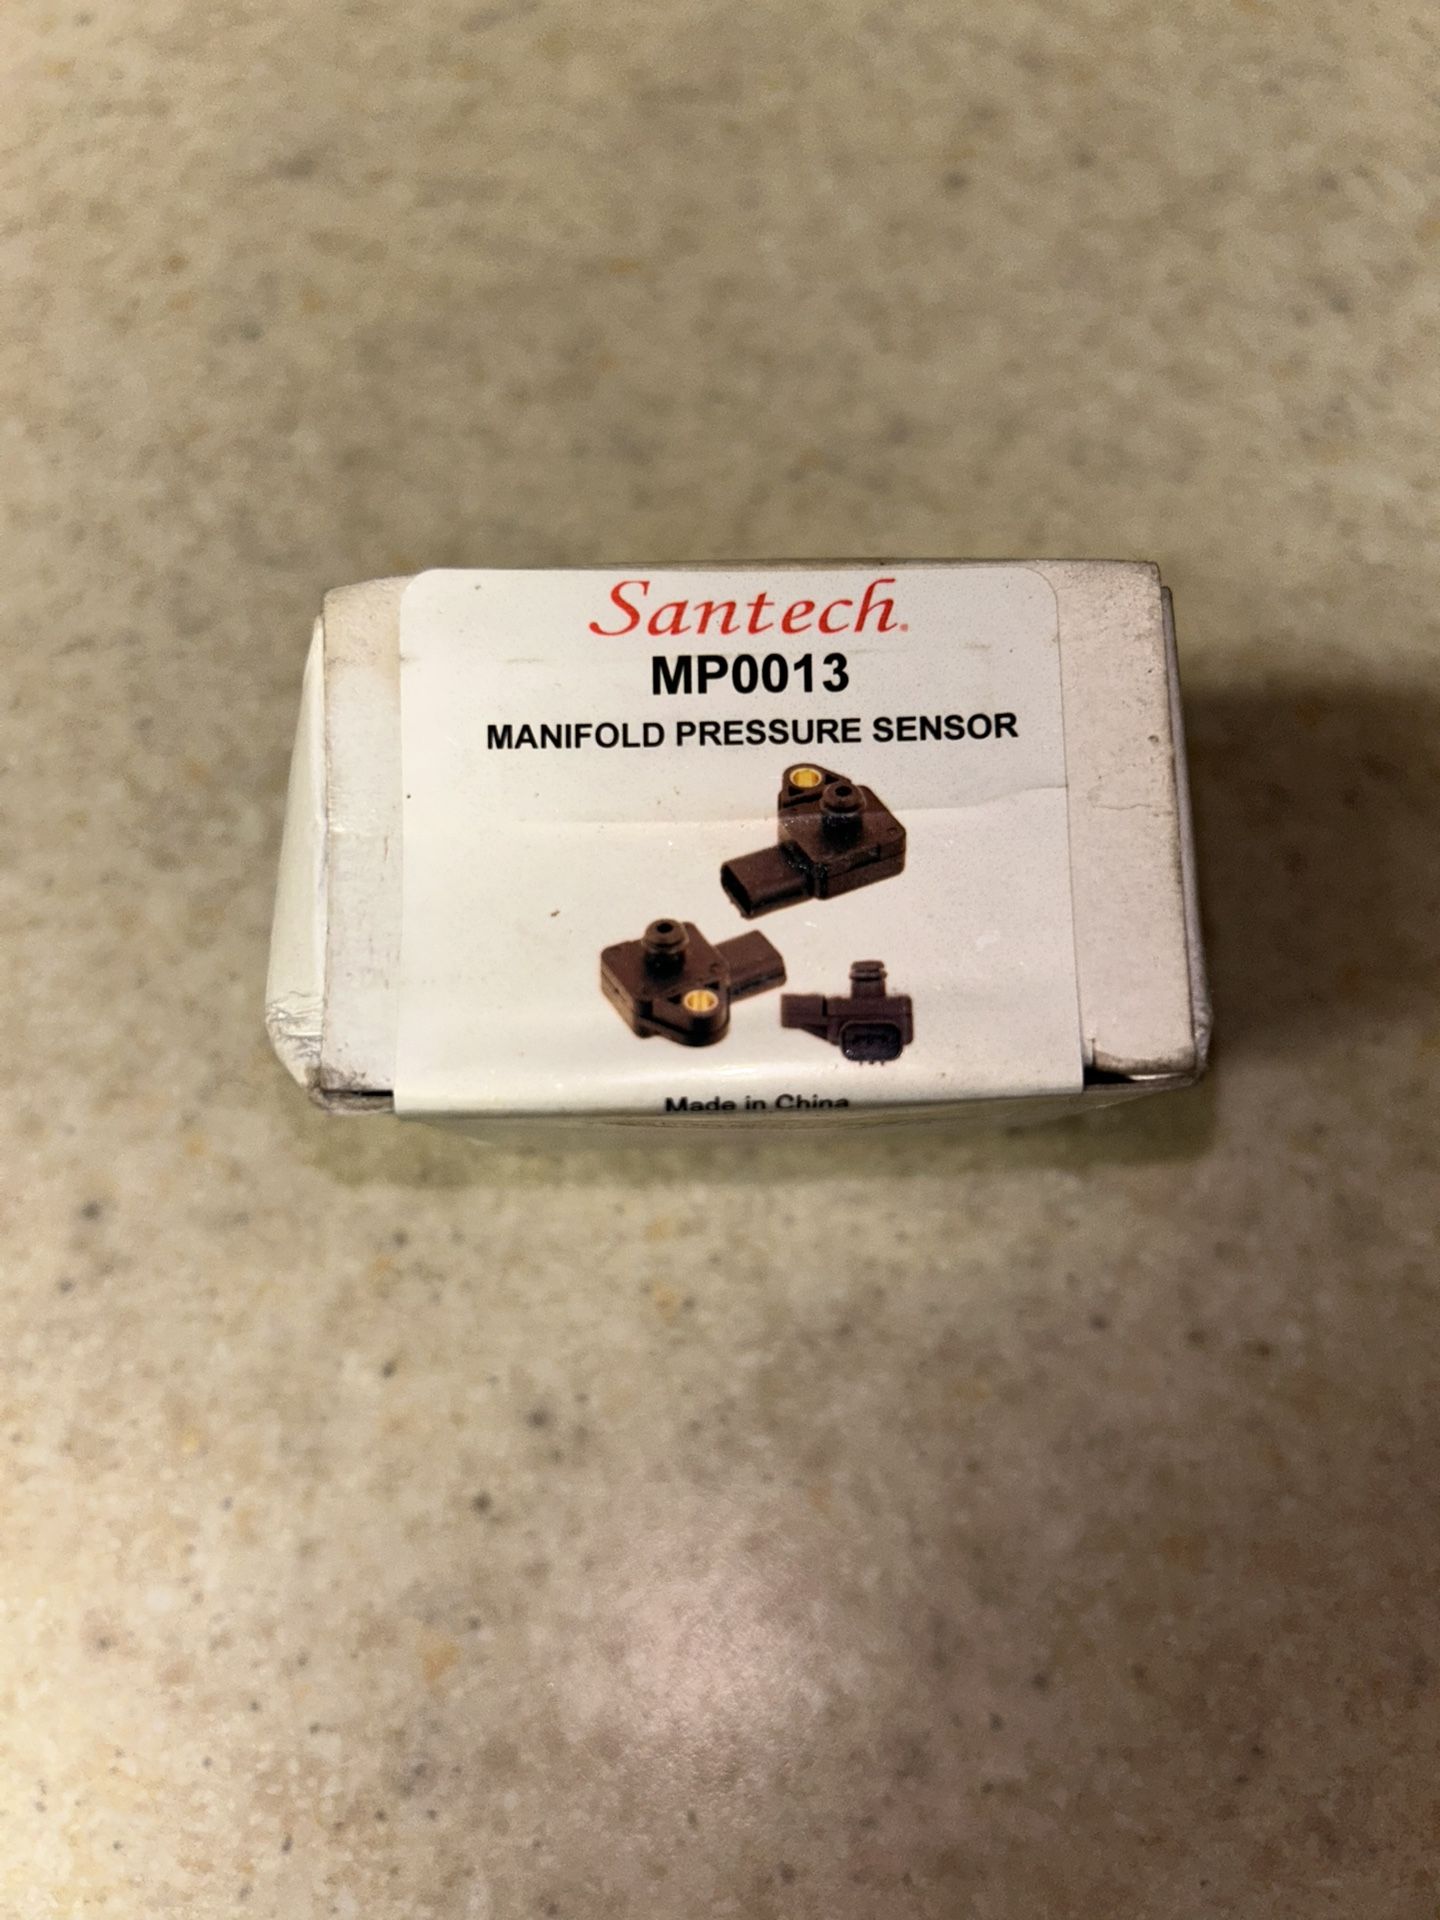 Santech.
MP0013
MANIFOLD PRESSURE SENSOR
Made in China